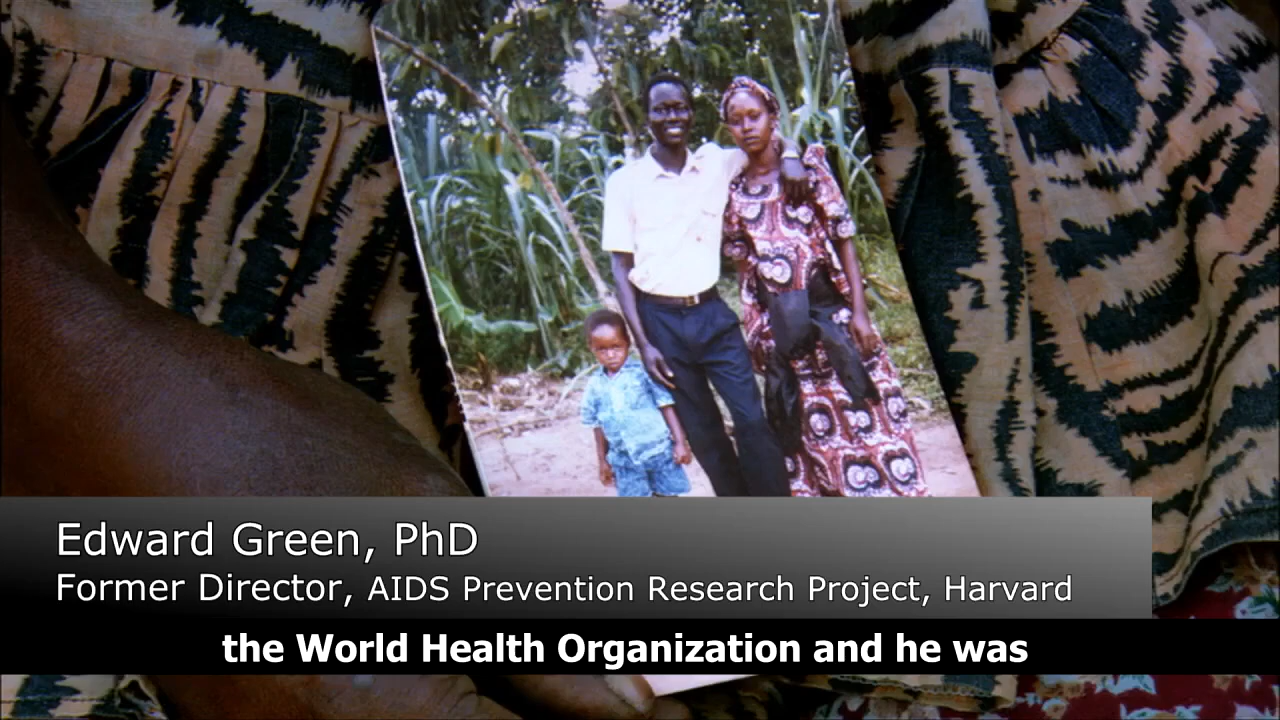 Edward Green, PhD
Former Director, AIDS Prevention Research Project, Harvard
the World Health Organization and he was